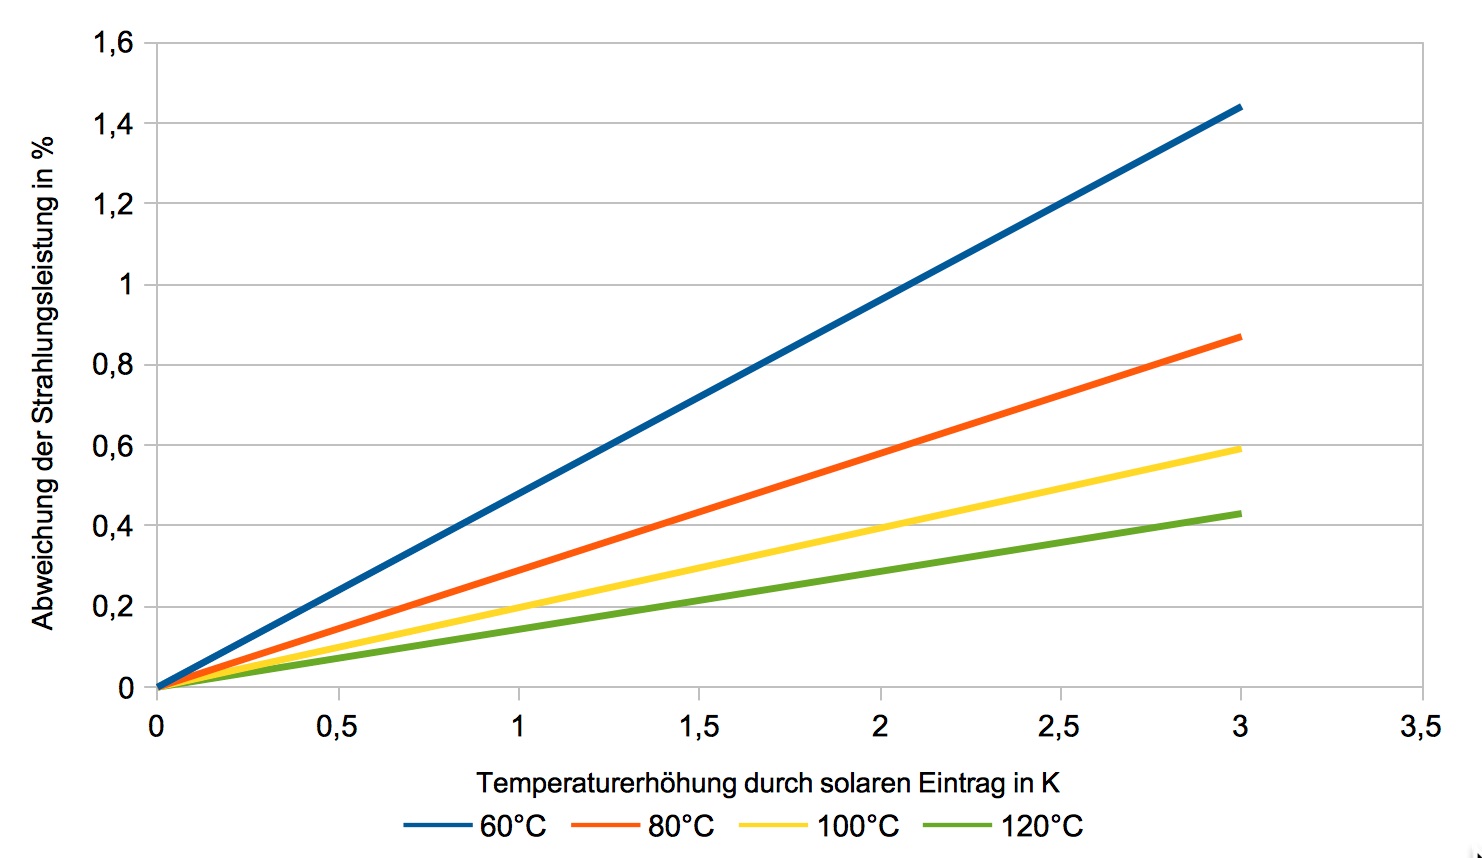 1,6
1,4
1,2
1
0,8
0,6
0,4
0,2
0
Abweichung der Strahlungsleistung in %
0 0,5 1 1,5 2 2,5 3 3,5
Temperaturerhöhung durch solaren Eintrag in K
60°C 80°C 100°C 120°C